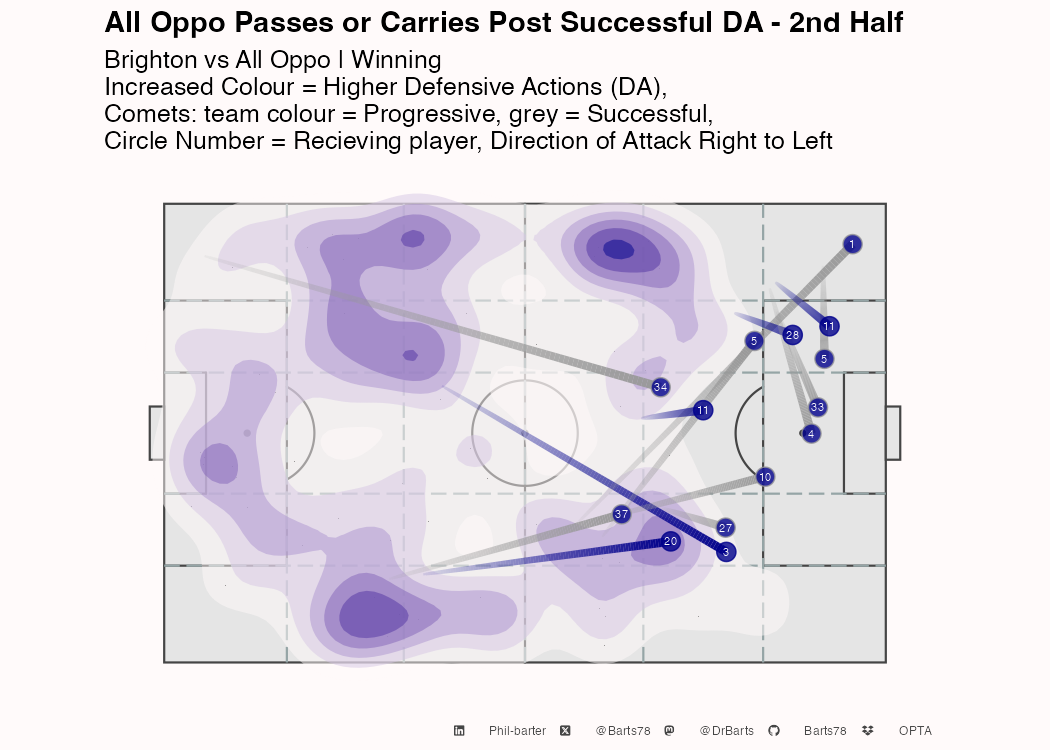 All Oppo Passes or Carries Post Successful DA - 2nd Half
Brighton vs All Oppo | Winning
Increased Colour = Higher Defensive Actions (DA),
Comets: team colour = Progressive, grey = Successful,
Circle Number = Recieving player, Direction of Attack Right to Left
1
11
28
5
5
34
33
11
4
10
37
27
20
3
Phil-barter @Barts78 @DrBarts Barts78 OPTA